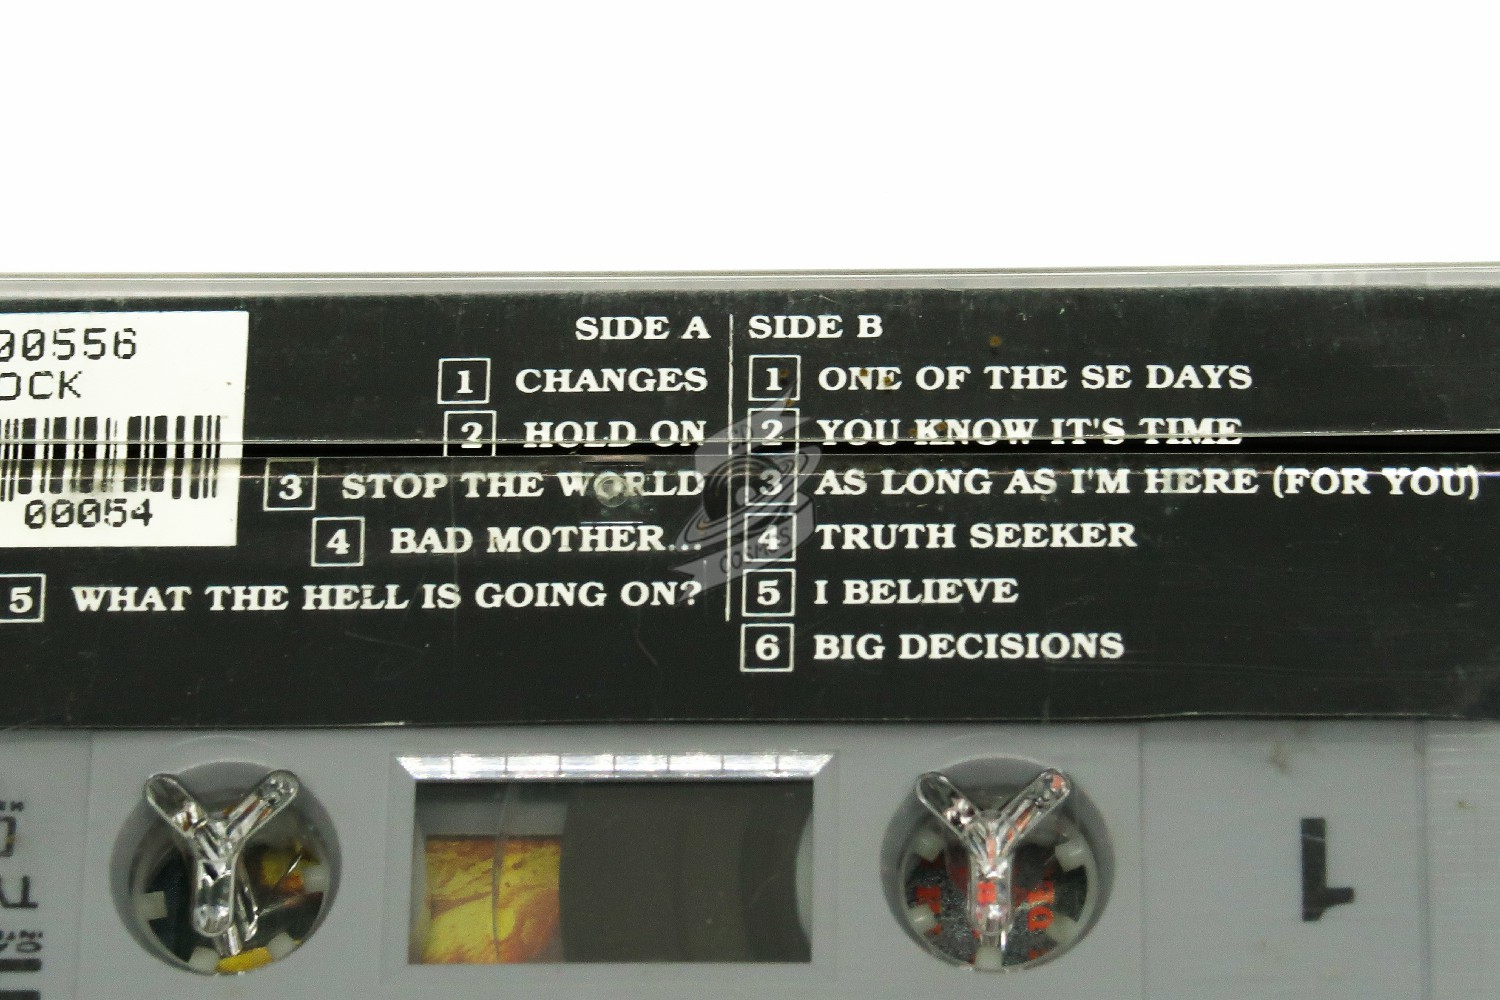 00556
OCK
00054
SIDE A
1 CHANGES
2 HOLD ON
3 STOP THE WORLD
4 BAD MOTHER...
5 WHAT THE HELL IS GOING ON?
SIDE B
1 ONE OF THE SE DAYS
2 YOU KNOW IT'S TIME
3 AS LONG AS I'M HERE (FOR YOU)
4 TRUTH SEEKER
5 I BELIEVE
6 BIG DECISIONS
COSMOS
1